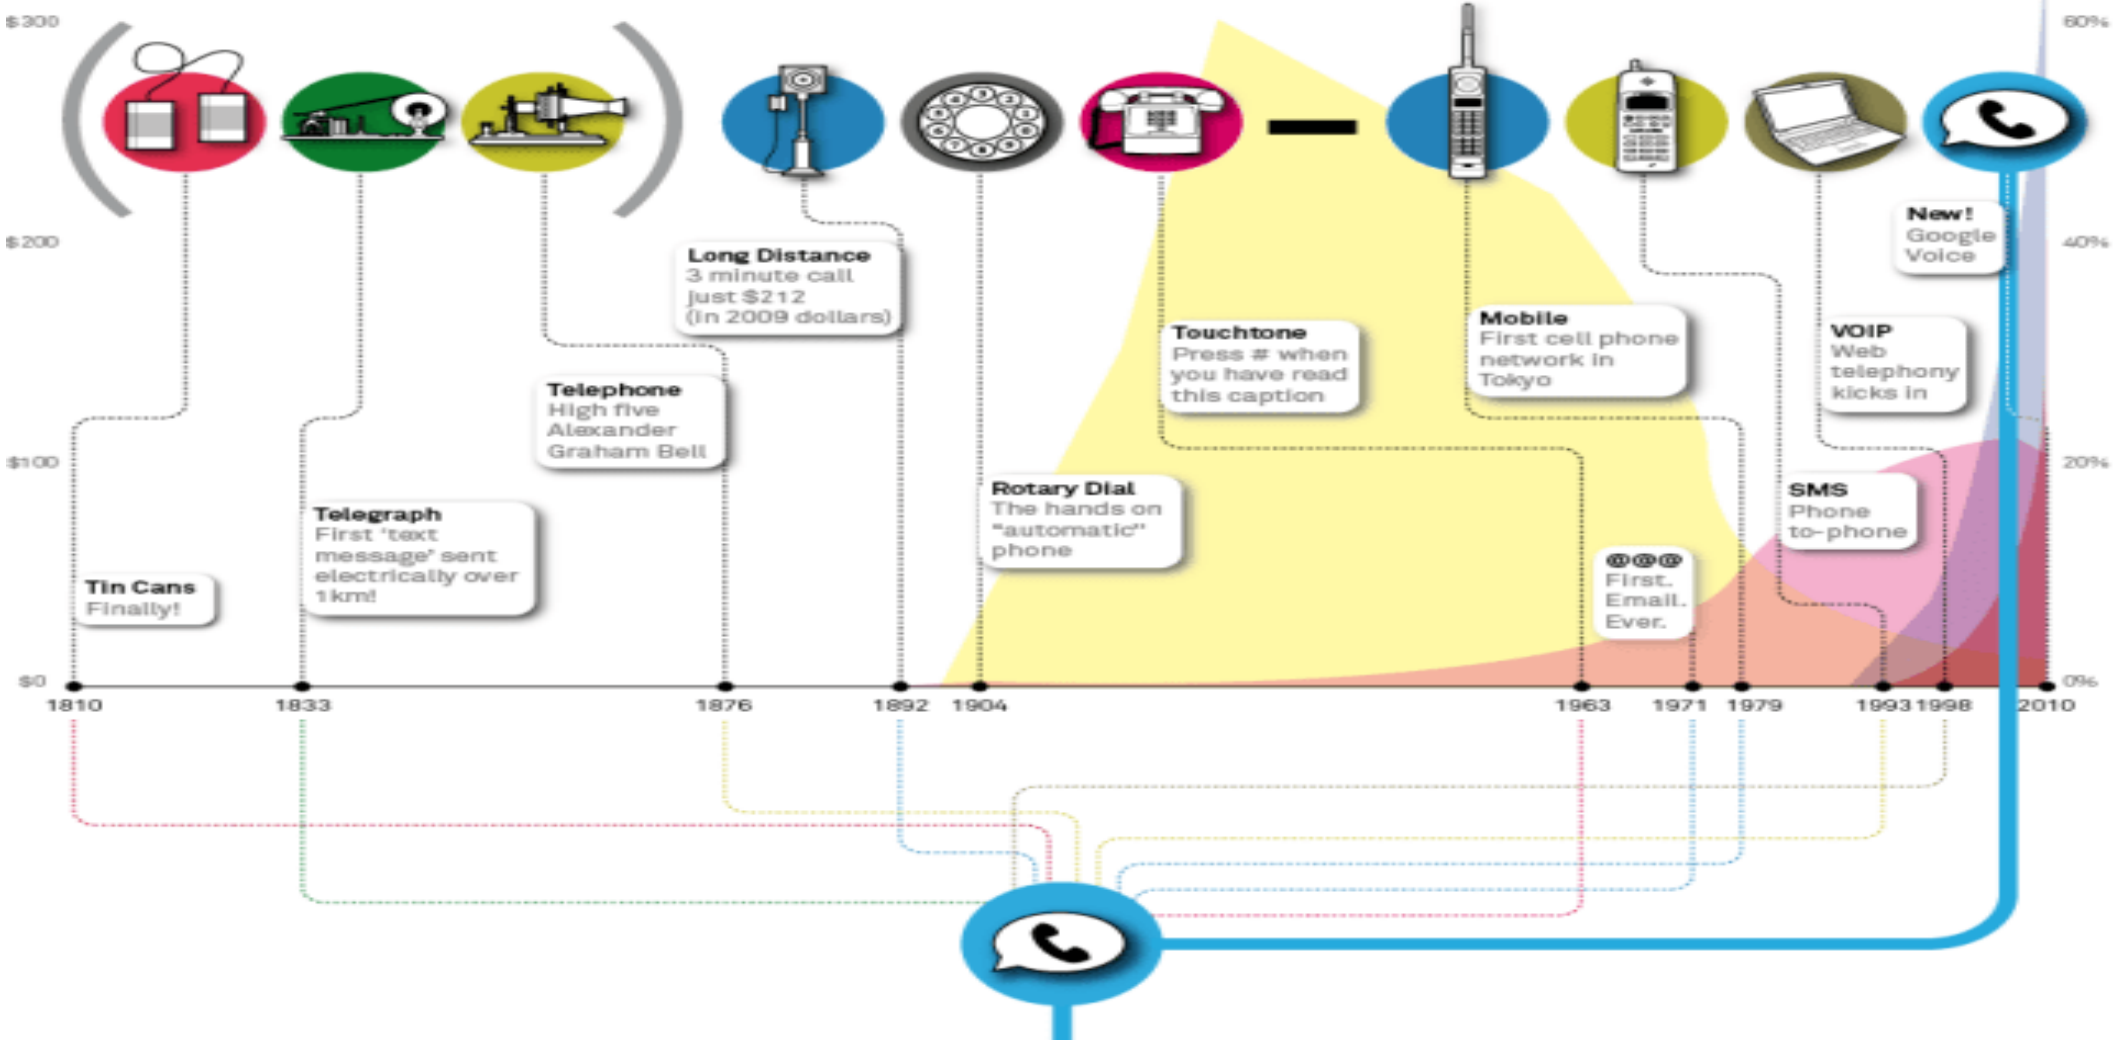 $300
60%
$200
40%
$100
20%
$0
0%
Tin Cans
Finally!
Telegraph
First 'text
message' sent
electrically over
1km!
Telephone
High five
Alexander
Graham Bell
Long Distance
3 minute call
just $212
(in 2009 dollars)
Rotary Dial
The hands on
"automatic"
phone
Touchtone
Press # when
you have read
this caption
@@@
First.
Email.
Ever.
Mobile
First cell phone
network in
Tokyo
SMS
Phone
to-phone
VOIP
Web
telephony
kicks in
New!
Google
Voice
1810
1833
1876
1892
1904
1963
1971
1979
1993
1998
2010